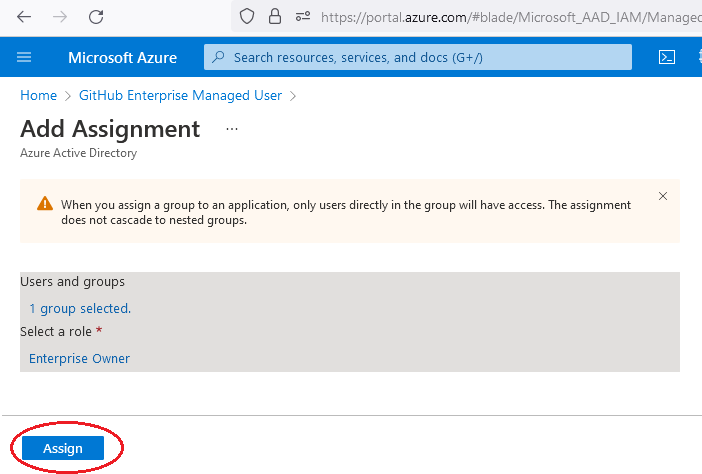 https://portal.azure.com/#blade/Microsoft_AAD_IAM/Managed
Microsoft Azure
Search resources, services, and docs (G+/)
Home > GitHub Enterprise Managed User >
Add Assignment ...
Azure Active Directory
When you assign a group to an application, only users directly in the group will have access. The assignment
does not cascade to nested groups.
Users and groups
1 group selected.
Select a role *
Enterprise Owner
Assign